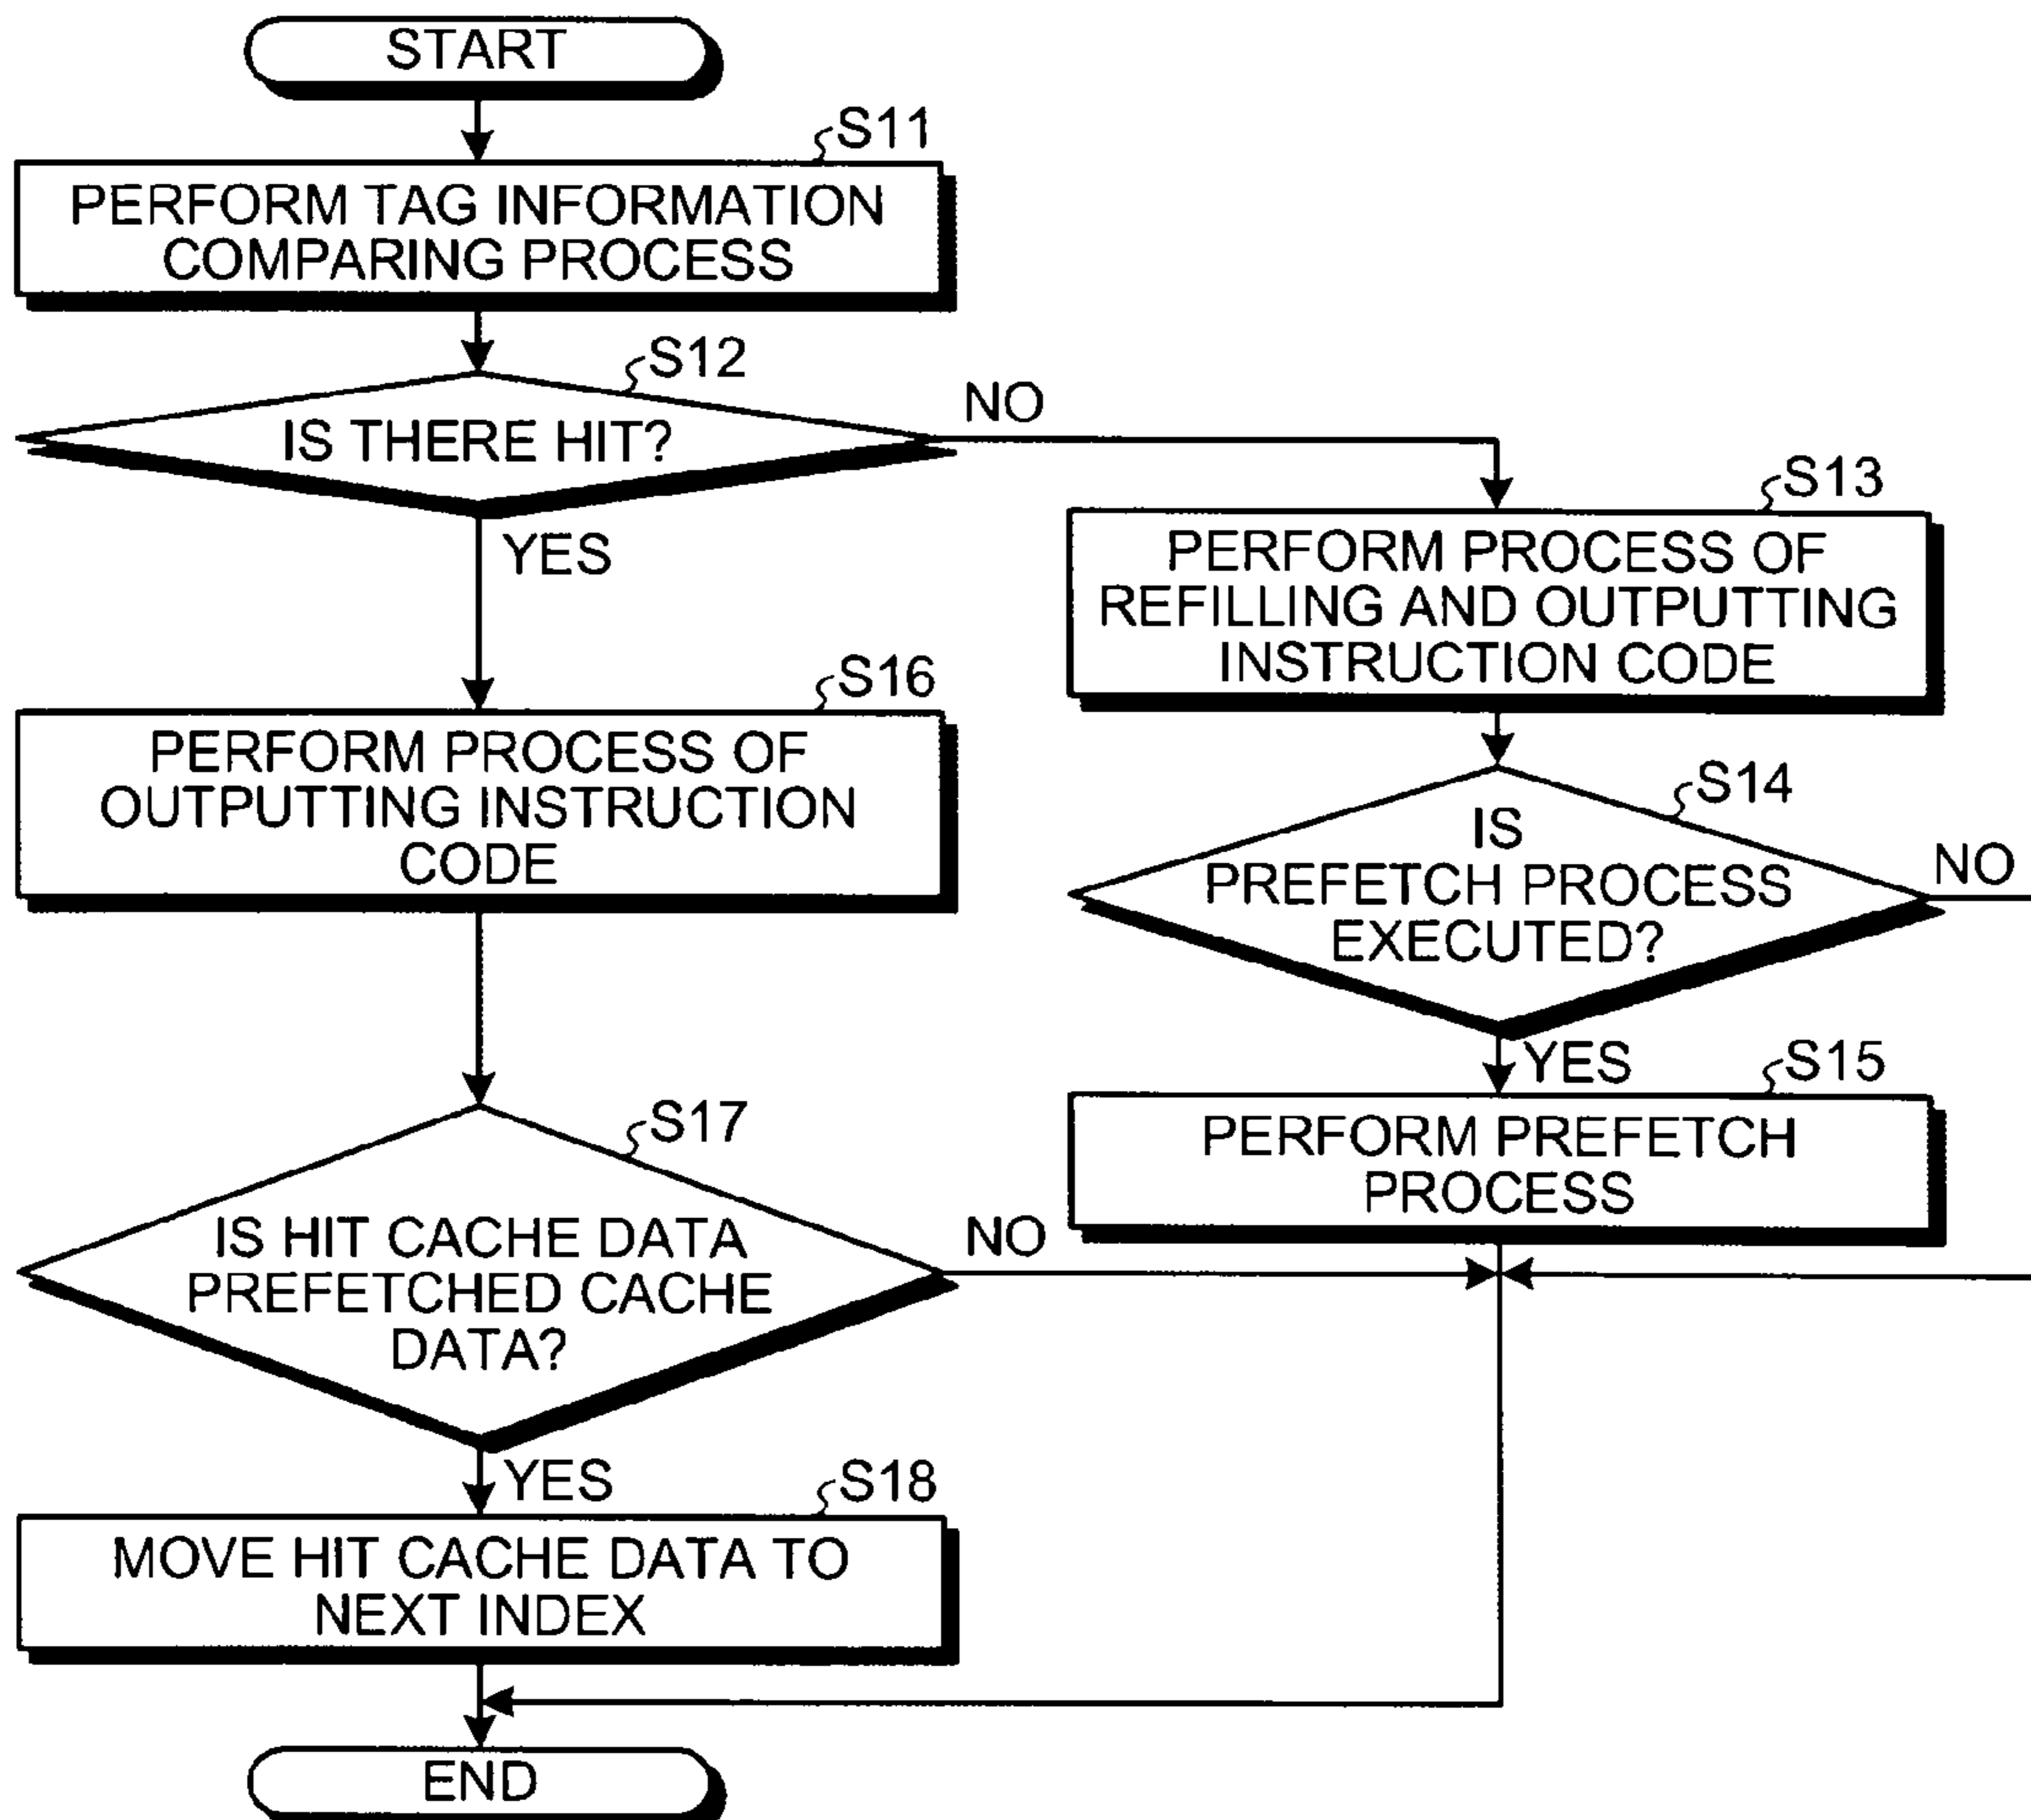 START
S11
PERFORM TAG INFORMATION
COMPARING PROCESS
S12
IS THERE HIT?
NO
YES
S13
PERFORM PROCESS OF
REFILLING AND OUTPUTTING
INSTRUCTION CODE
S14
IS
PREFETCH PROCESS
EXECUTED?
NO
YES
S15
PERFORM PREFETCH
PROCESS
S16
PERFORM PROCESS OF
OUTPUTTING INSTRUCTION
CODE
S17
IS HIT CACHE DATA
PREFETCHED CACHE
DATA?
NO
YES
S18
MOVE HIT CACHE DATA TO
NEXT INDEX
END